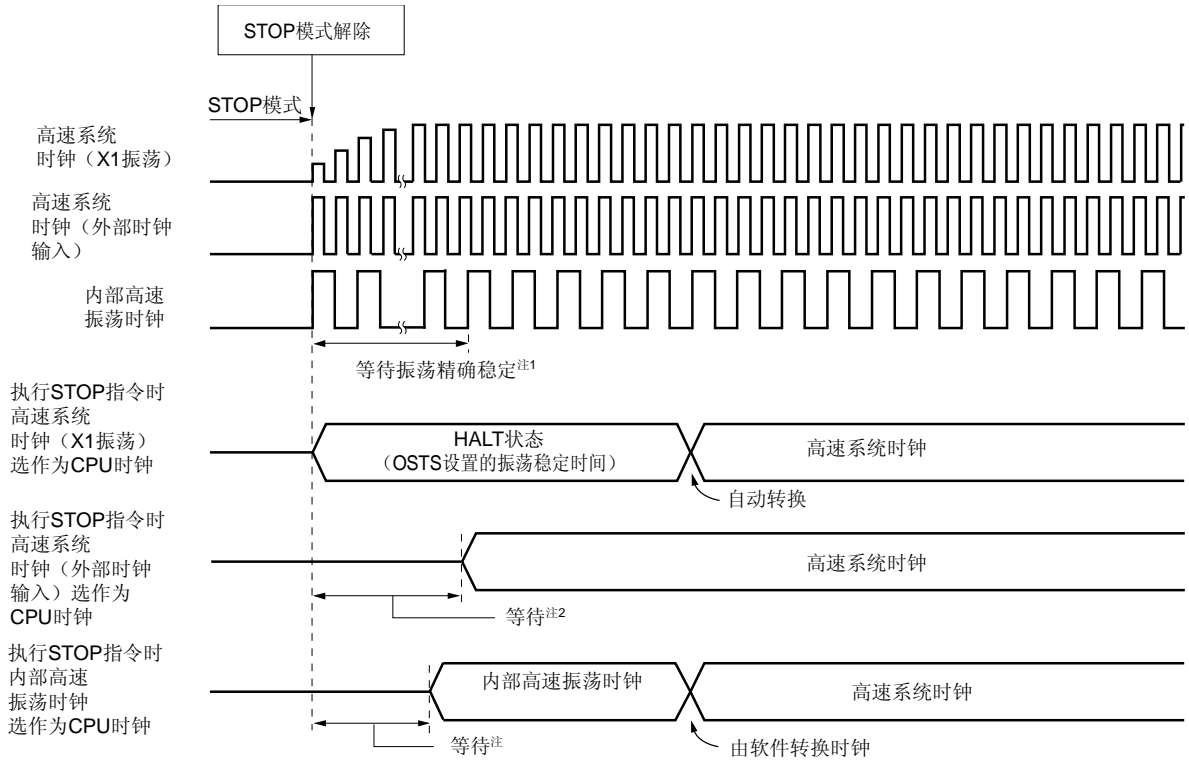 STOP模式解除
STOP模式
高速系统
时钟（X1振荡）
高速系统
时钟（外部时钟
输入）
内部高速
振荡时钟
等待振荡精确稳定注1
执行STOP指令时
高速系统
时钟（X1振荡）
选作为CPU时钟
HALT状态
（OSTS设置的振荡稳定时间）
高速系统时钟
自动转换
执行STOP指令时
高速系统
时钟（外部时钟
输入）选作为
CPU时钟
高速系统时钟
等待注2
执行STOP指令时
内部高速
振荡时钟
选作为CPU时钟
内部高速振荡时钟
高速系统时钟
等待注
由软件转换时钟